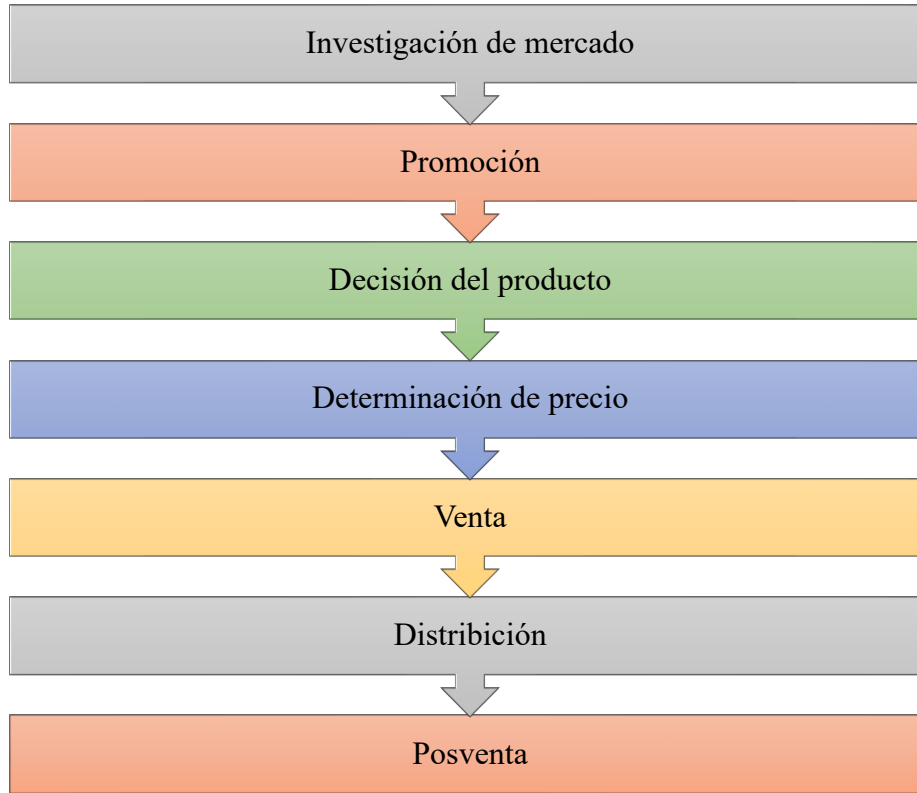 Investigación de mercado
Promoción
Decisión del producto
Determinación de precio
Venta
Distribición
Posventa